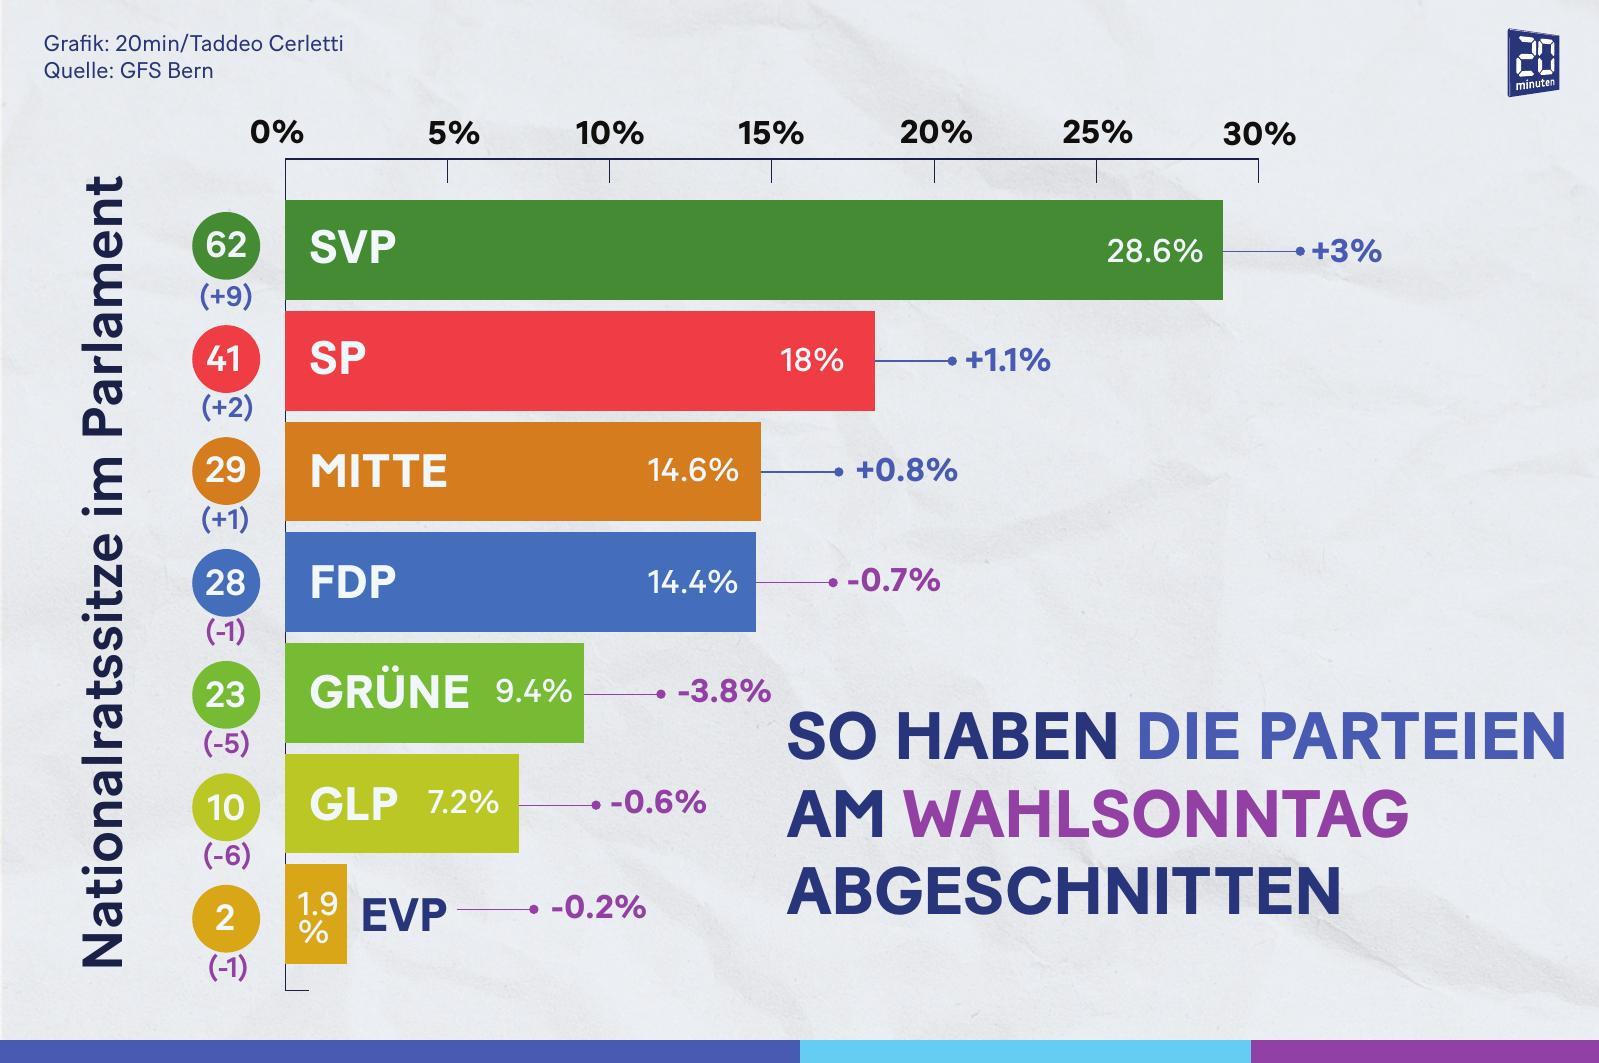 Grafik: 20min/Taddeo Cerletti
Quelle: GFS Bern
20
minuten
0% 5% 10% 15% 20% 25% 30%
Nationalratssitze im Parlament
62 SVP 28.6% +3%
(+9)
41 SP 18% +1.1%
(+2)
29 MITTE 14.6% +0.8%
(+1)
28 FDP 14.4% -0.7%
(-1)
23 GRÜNE 9.4% -3.8%
(-5)
10 GLP 7.2% -0.6%
(-6)
2 1.9
% EVP -0.2%
(-1)
SO HABEN DIE PARTEIEN
AM WAHLSONNTAG
ABGESCHNITTEN